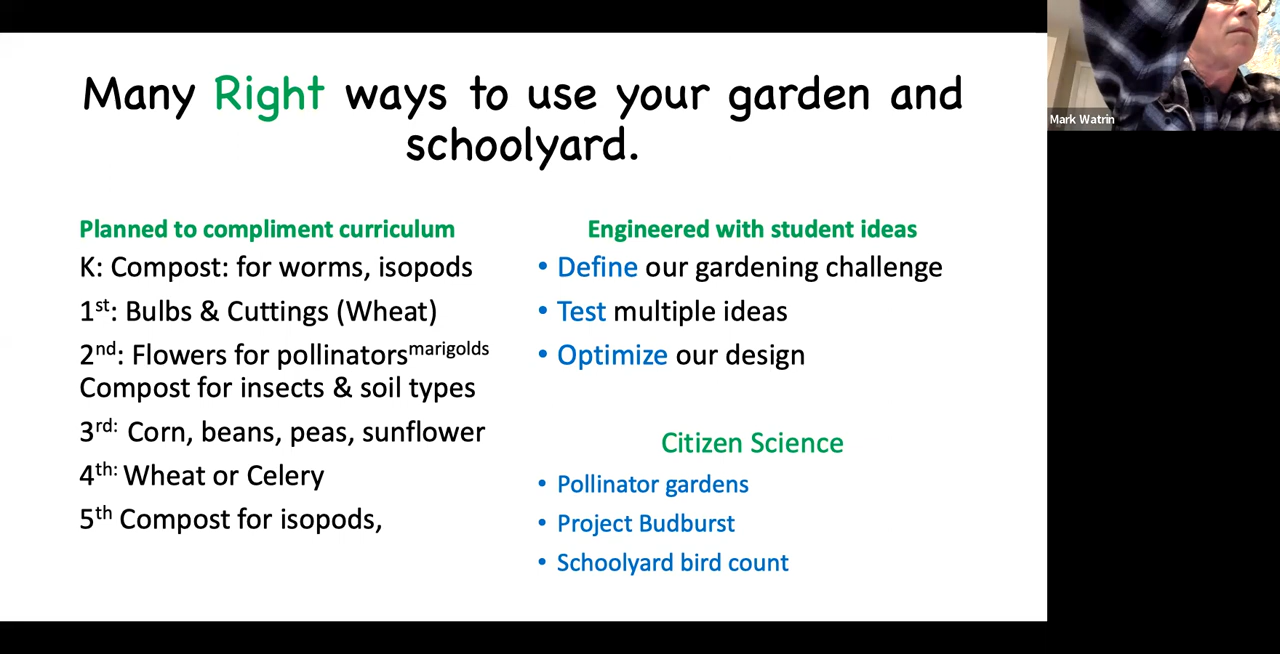 Many Right ways to use your garden and
schoolyard.
Planned to compliment curriculum
K: Compost: for worms, isopods
1st: Bulbs & Cuttings (Wheat)
2nd: Flowers for pollinatorsmarigolds
Compost for insects & soil types
3rd: Corn, beans, peas, sunflower
4th: Wheat or Celery
5th Compost for isopods,
Engineered with student ideas
• Define our gardening challenge
• Test multiple ideas
• Optimize our design
Citizen Science
• Pollinator gardens
• Project Budburst
• Schoolyard bird count
Mark Watrin